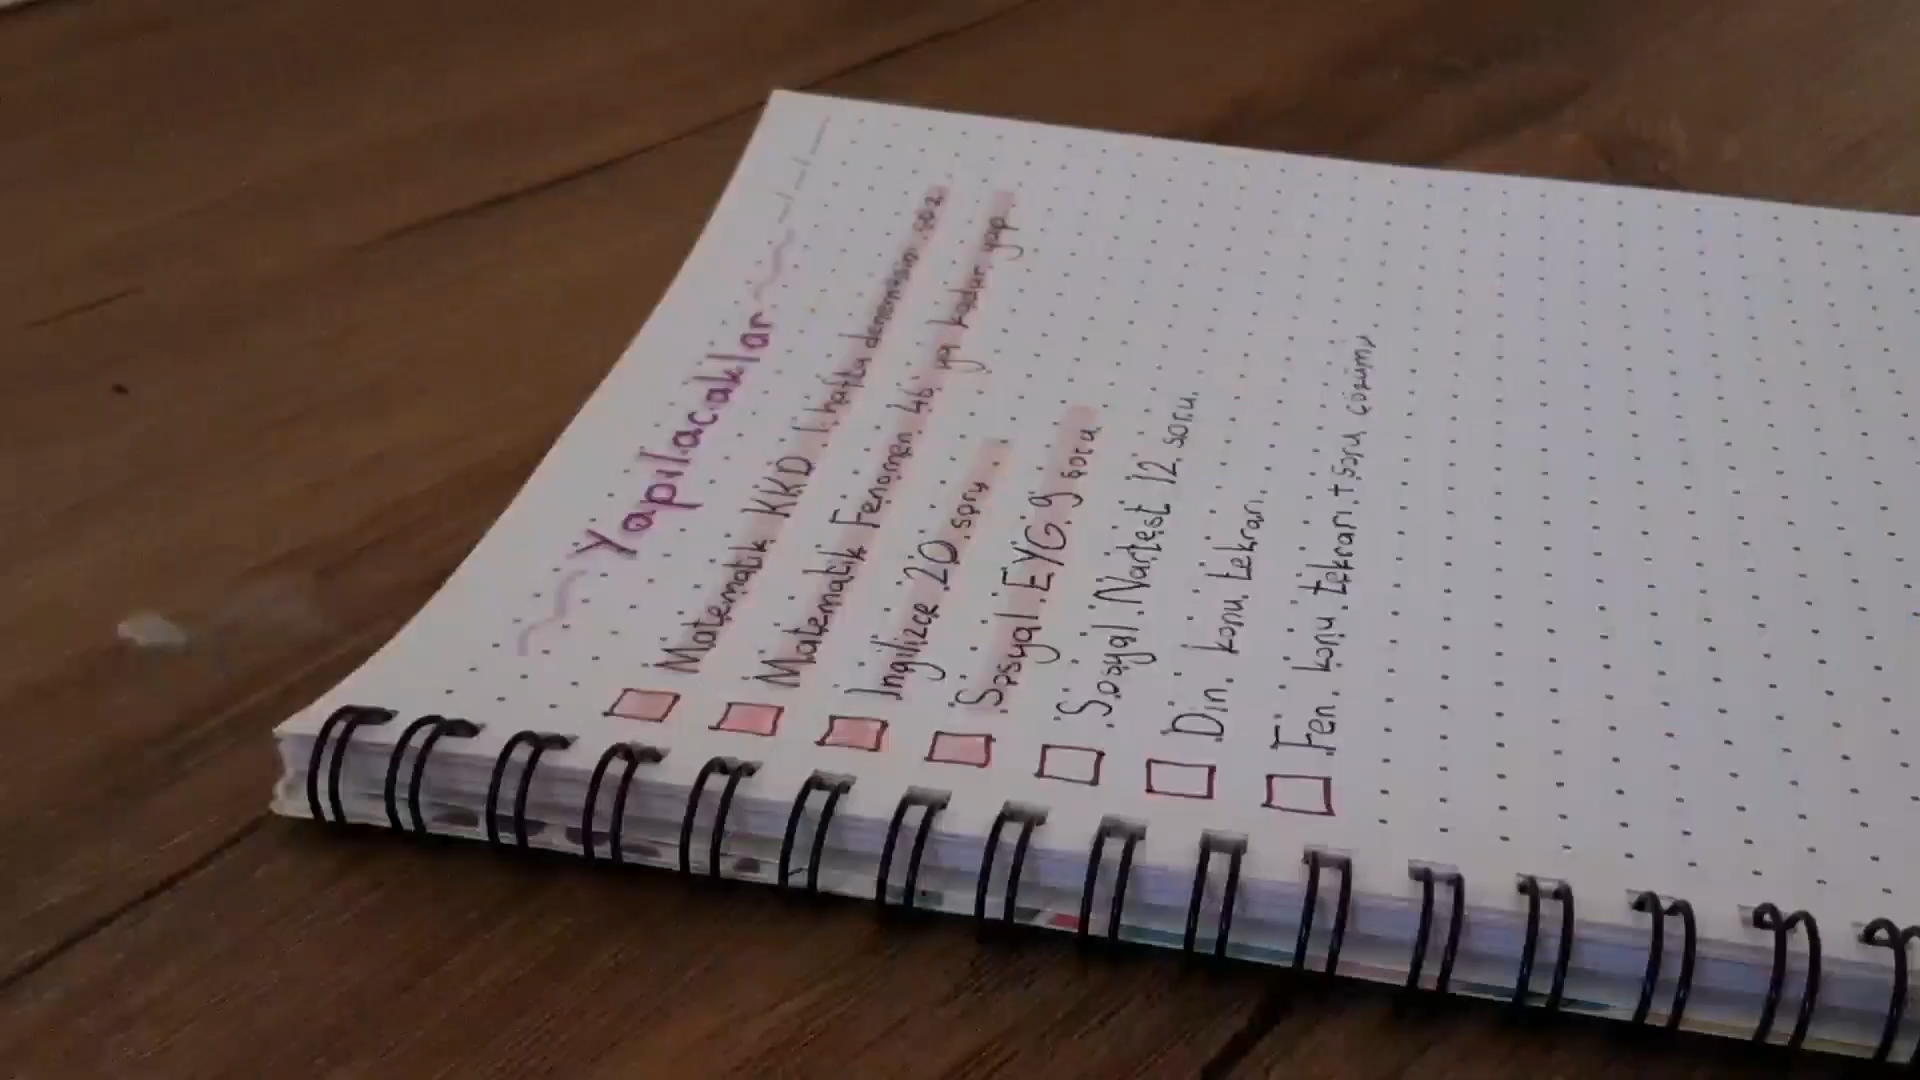 Yapılacaklar
Matematik KKD 1. hafta denemesini çöz
Matematik Fenomen 46 ya kadar yap
İngilizce 20 soru
Sosyal EYG 9 soru
Sosyal Nartest 12 soru
Din konu tekrarı
Fen konu tekrarı + soru çözümü